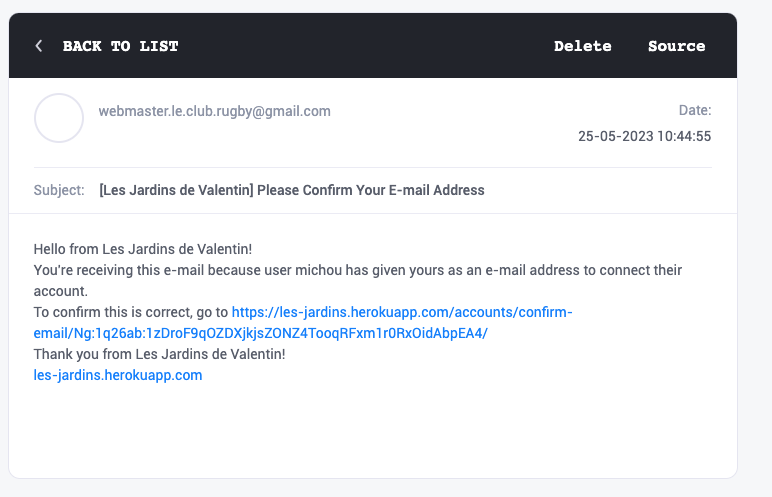 BACK TO LIST
Delete
Source
webmaster.le.club.rugby@gmail.com
Date:
25-05-2023 10:44:55
Subject: [Les Jardins de Valentin] Please Confirm Your E-mail Address
Hello from Les Jardins de Valentin!
You're receiving this e-mail because user michou has given yours as an e-mail address to connect their
account.
To confirm this is correct, go to https://les-jardins.herokuapp.com/accounts/confirm-
email/Ng:1q26ab:1zDroF9qOZDXjkjsZONZ4TooqRFxm1r0RxOidAbpEA4/
Thank you from Les Jardins de Valentin!
les-jardins.herokuapp.com